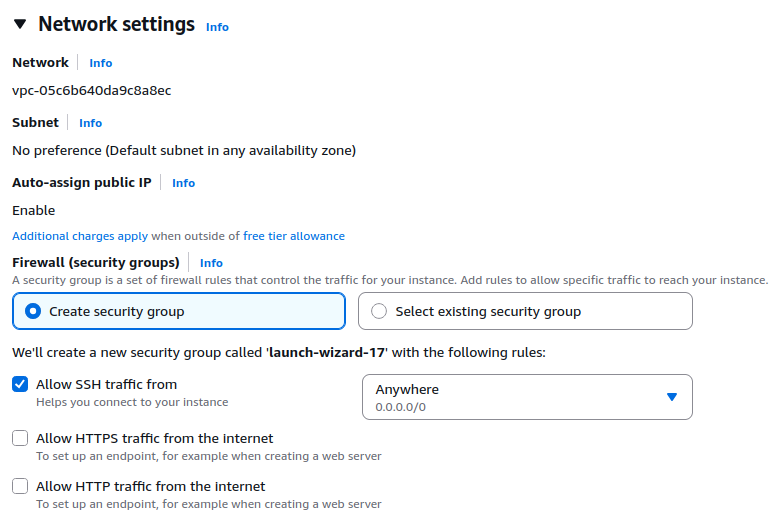 Network settings Info
Network Info
vpc-05c6b640da9c8a8ec
Subnet Info
No preference (Default subnet in any availability zone)
Auto-assign public IP Info
Enable
Additional charges apply when outside of free tier allowance
Firewall (security groups) Info
A security group is a set of firewall rules that control the traffic for your instance. Add rules to allow specific traffic to reach your instance.
Create security group Select existing security group
We'll create a new security group called 'launch-wizard-17' with the following rules:
Allow SSH traffic from Anywhere
Helps you connect to your instance 0.0.0.0/0
Allow HTTPS traffic from the internet
To set up an endpoint, for example when creating a web server
Allow HTTP traffic from the internet
To set up an endpoint, for example when creating a web server